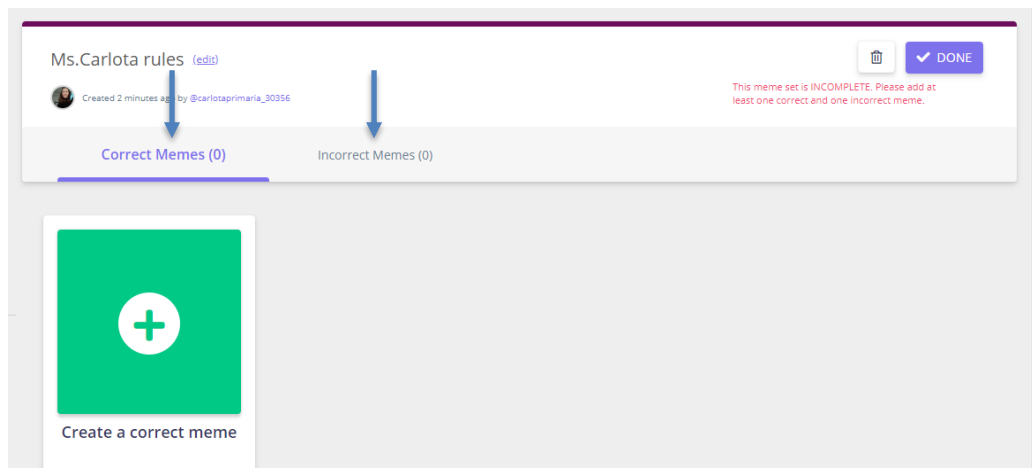 Ms.Carlota rules (edit)
DONE
Created 2 minutes ago by @carlotaprimaria_30356
This meme set is INCOMPLETE. Please add at
least one correct and one incorrect meme.
Correct Memes (0)
Incorrect Memes (0)
Create a correct meme